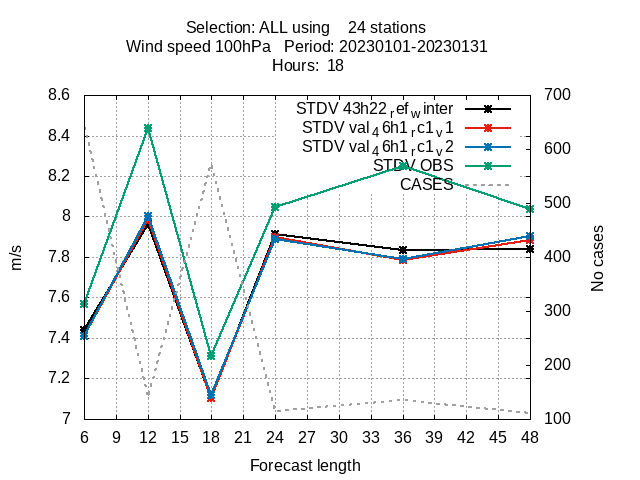 Selection: ALL using 24 stations
Wind speed 100hPa Period: 20230101-20230131
Hours: 18
8.6 700
STDV 43h22refwinter
STDV val46h1rc1v1
8.4 600
STDV val46h1rc1v2
STDV OBS
8.2
CASES
500
8
m/s
7.8 400
No cases
7.6 300
7.4
200
7.2
7 100
6 9 12 15 18 21 24 27 30 33 36 39 42 45 48
Forecast length